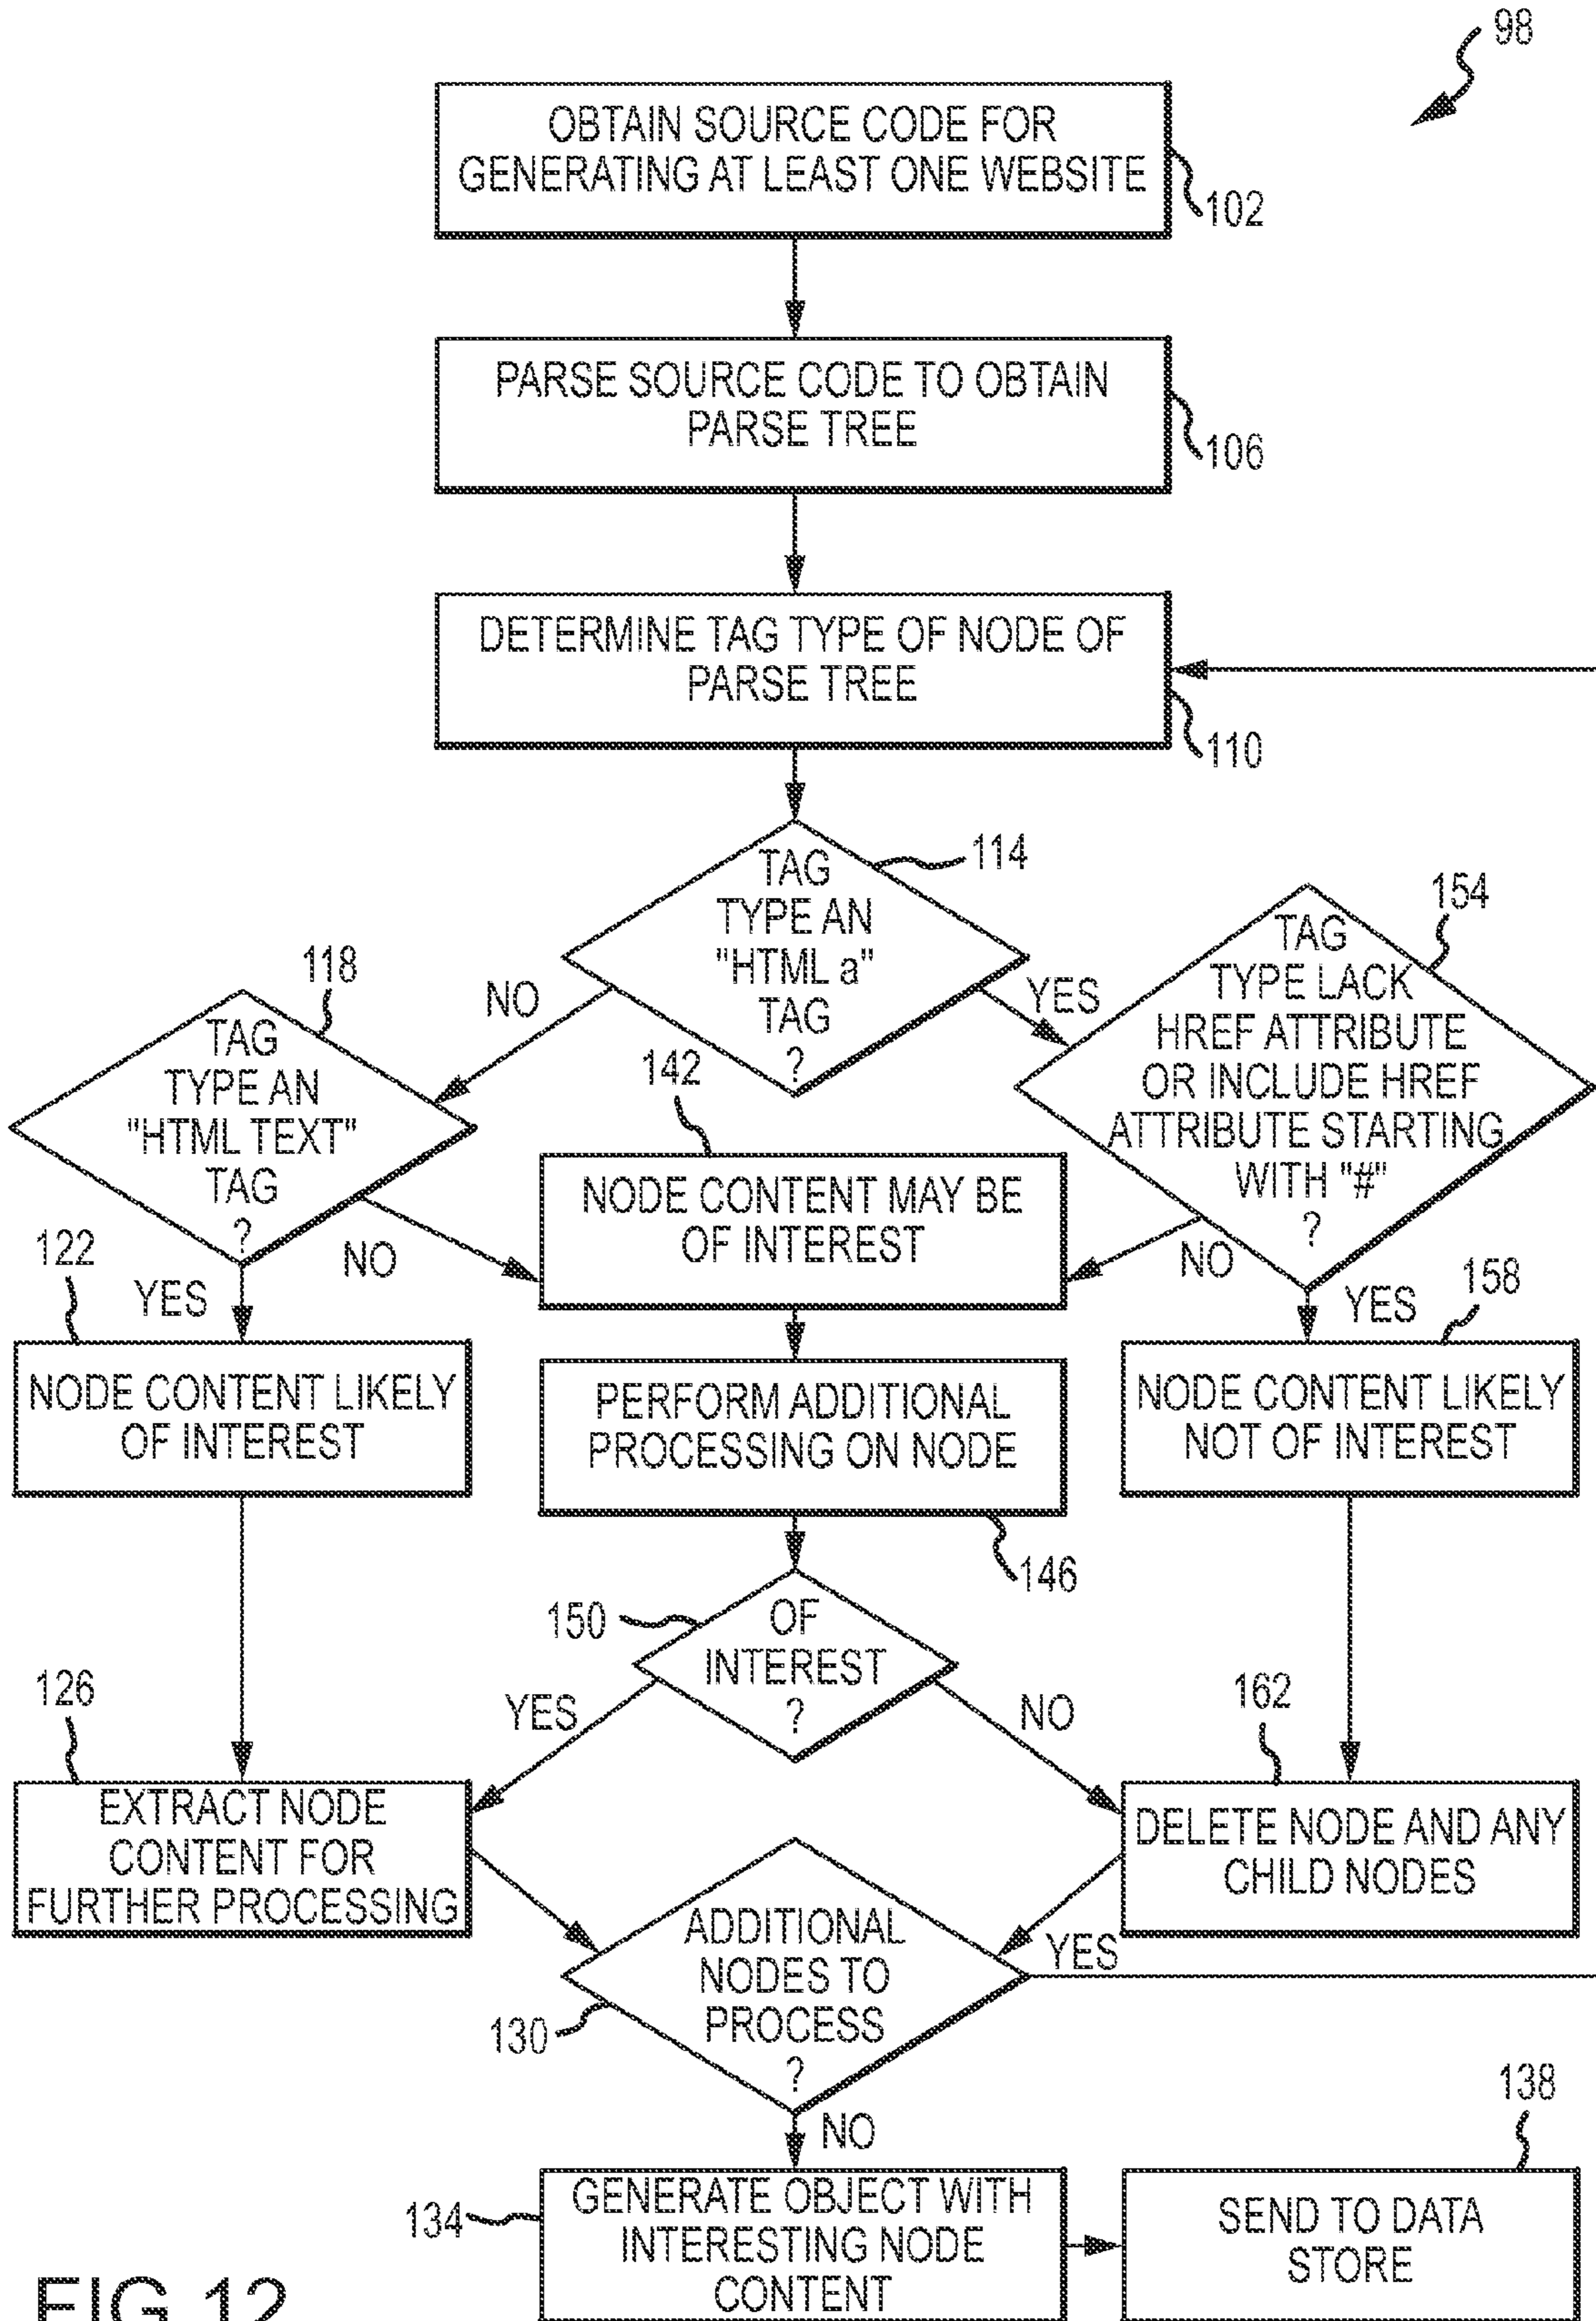 98
OBTAIN SOURCE CODE FOR
GENERATING AT LEAST ONE WEBSITE
102
PARSE SOURCE CODE TO OBTAIN
PARSE TREE
106
DETERMINE TAG TYPE OF NODE OF
PARSE TREE
110
TAG
TYPE AN
"HTML a"
TAG
?
114
NO
YES
118
TAG
TYPE AN
"HTML TEXT"
TAG
?
154
TAG
TYPE LACK
HREF ATTRIBUTE
OR INCLUDE HREF
ATTRIBUTE STARTING
WITH "#"
?
142
NODE CONTENT MAY BE
OF INTEREST
NO
NO
122
YES
NODE CONTENT LIKELY
OF INTEREST
PERFORM ADDITIONAL
PROCESSING ON NODE
146
YES
158
NODE CONTENT LIKELY
NOT OF INTEREST
150
OF
INTEREST
?
YES
NO
126
EXTRACT NODE
CONTENT FOR
FURTHER PROCESSING
162
DELETE NODE AND ANY
CHILD NODES
ADDITIONAL
NODES TO
PROCESS
?
130
YES
NO
134
GENERATE OBJECT WITH
INTERESTING NODE
CONTENT
138
SEND TO DATA
STORE
FIG.12